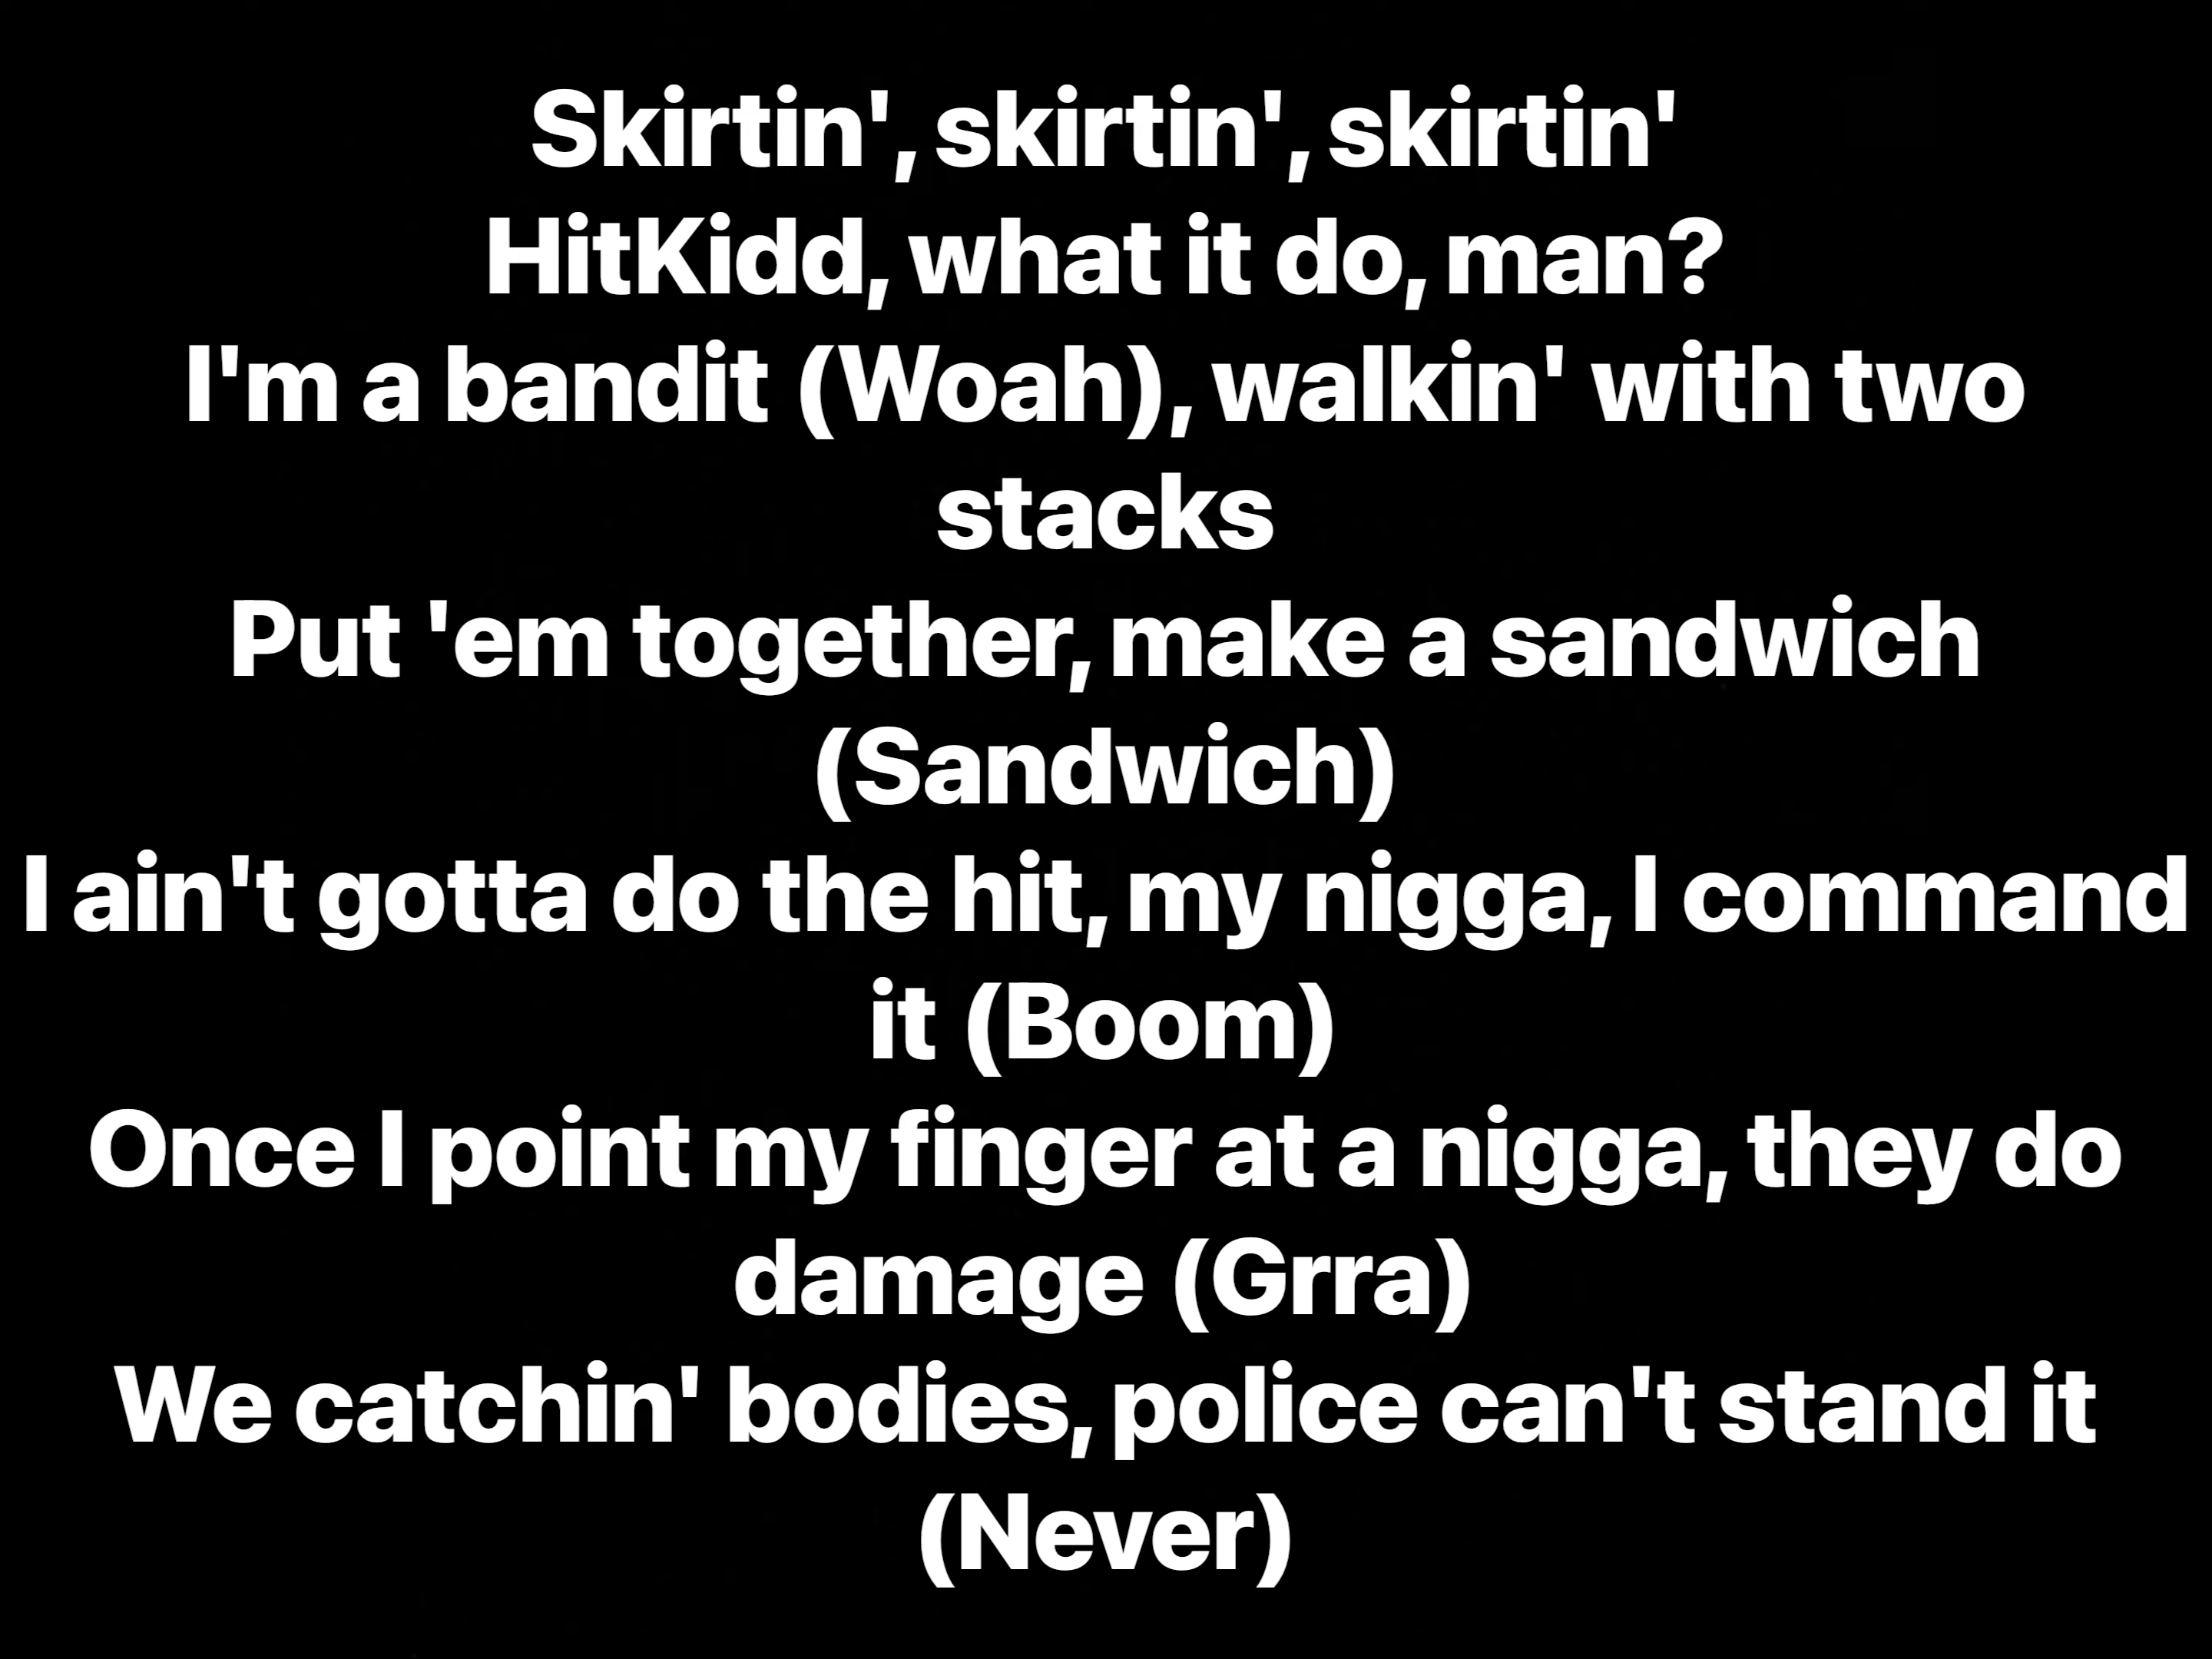 Skirtin', skirtin', skirtin'
HitKidd, what it do, man?
I'm a bandit (Woah), walkin' with two
stacks
Put 'em together, make a sandwich
(Sandwich)
I ain't gotta do the hit, my nigga, I command
it (Boom)
Once I point my finger at a nigga, they do
damage (Grra)
We catchin' bodies, police can't stand it
(Never)